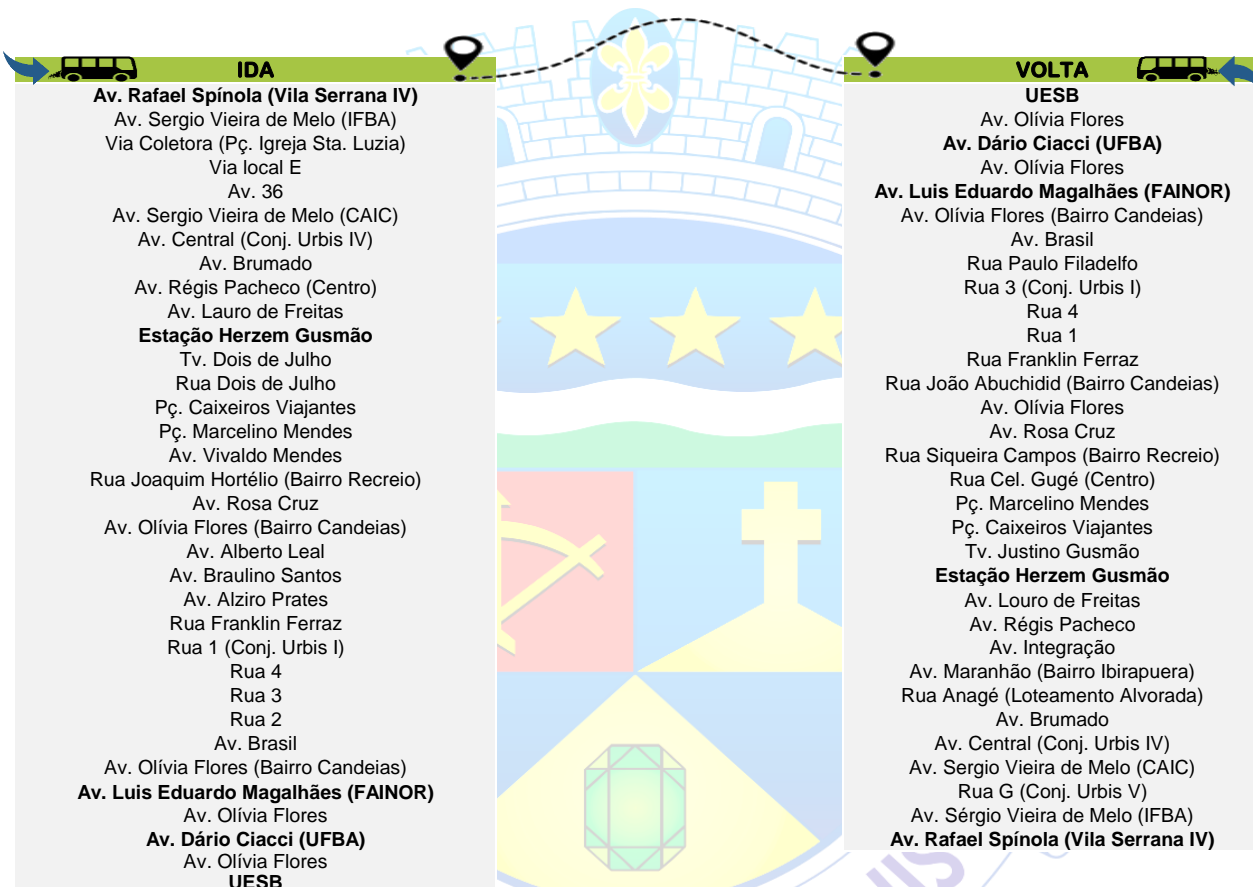 IDA
Av. Rafael Spínola (Vila Serrana IV)
Av. Sergio Vieira de Melo (IFBA)
Via Coletora (Pç. Igreja Sta. Luzia)
Via local E
Av. 36
Av. Sergio Vieira de Melo (CAIC)
Av. Central (Conj. Urbis IV)
Av. Brumado
Av. Régis Pacheco (Centro)
Av. Lauro de Freitas
Estação Herzem Gusmão
Tv. Dois de Julho
Rua Dois de Julho
Pç. Caixeiros Viajantes
Pç. Marcelino Mendes
Av. Vivaldo Mendes
Rua Joaquim Hortélio (Bairro Recreio)
Av. Rosa Cruz
Av. Olívia Flores (Bairro Candeias)
Av. Alberto Leal
Av. Braulino Santos
Av. Alziro Prates
Rua Franklin Ferraz
Rua 1 (Conj. Urbis I)
Rua 4
Rua 3
Rua 2
Av. Brasil
Av. Olívia Flores (Bairro Candeias)
Av. Luis Eduardo Magalhães (FAINOR)
Av. Olívia Flores
Av. Dário Ciacci (UFBA)
Av. Olívia Flores
UESB
VOLTA
UESB
Av. Olívia Flores
Av. Dário Ciacci (UFBA)
Av. Olívia Flores
Av. Luis Eduardo Magalhães (FAINOR)
Av. Olívia Flores (Bairro Candeias)
Av. Brasil
Rua Paulo Filadelfo
Rua 3 (Conj. Urbis I)
Rua 4
Rua 1
Rua Franklin Ferraz
Rua João Abuchidid (Bairro Candeias)
Av. Olívia Flores
Av. Rosa Cruz
Rua Siqueira Campos (Bairro Recreio)
Rua Cel. Gugé (Centro)
Pç. Marcelino Mendes
Pç. Caixeiros Viajantes
Tv. Justino Gusmão
Estação Herzem Gusmão
Av. Louro de Freitas
Av. Régis Pacheco
Av. Integração
Av. Maranhão (Bairro Ibirapuera)
Rua Anagé (Loteamento Alvorada)
Av. Brumado
Av. Central (Conj. Urbis IV)
Av. Sergio Vieira de Melo (CAIC)
Rua G (Conj. Urbis V)
Av. Sérgio Vieira de Melo (IFBA)
Av. Rafael Spínola (Vila Serrana IV)